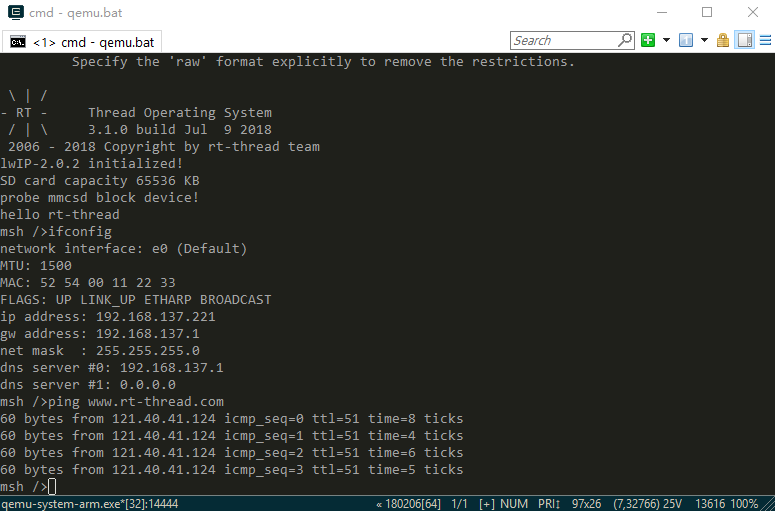 cmd - qemu.bat
<1> cmd - qemu.bat
Search
Specify the 'raw' format explicitly to remove the restrictions.
\ | /
- RT -     Thread Operating System
/ | \     3.1.0 build Jul  9 2018
2006 - 2018 Copyright by rt-thread team
lwIP-2.0.2 initialized!
SD card capacity 65536 KB
probe mmcsd block device!
hello rt-thread
msh />ifconfig
network interface: e0 (Default)
MTU: 1500
MAC: 52 54 00 11 22 33
FLAGS: UP LINK_UP ETHARP BROADCAST
ip address: 192.168.137.221
gw address: 192.168.137.1
net mask  : 255.255.255.0
dns server #0: 192.168.137.1
dns server #1: 0.0.0.0
msh />ping www.rt-thread.com
60 bytes from 121.40.41.124 icmp_seq=0 ttl=51 time=8 ticks
60 bytes from 121.40.41.124 icmp_seq=1 ttl=51 time=4 ticks
60 bytes from 121.40.41.124 icmp_seq=2 ttl=51 time=6 ticks
60 bytes from 121.40.41.124 icmp_seq=3 ttl=51 time=5 ticks
msh />
qemu-system-arm.exe*[32]:14444 « 180206[64] 1/1 [+] NUM PRI↕ 97x26 (7,32766) 25V 13616 100%